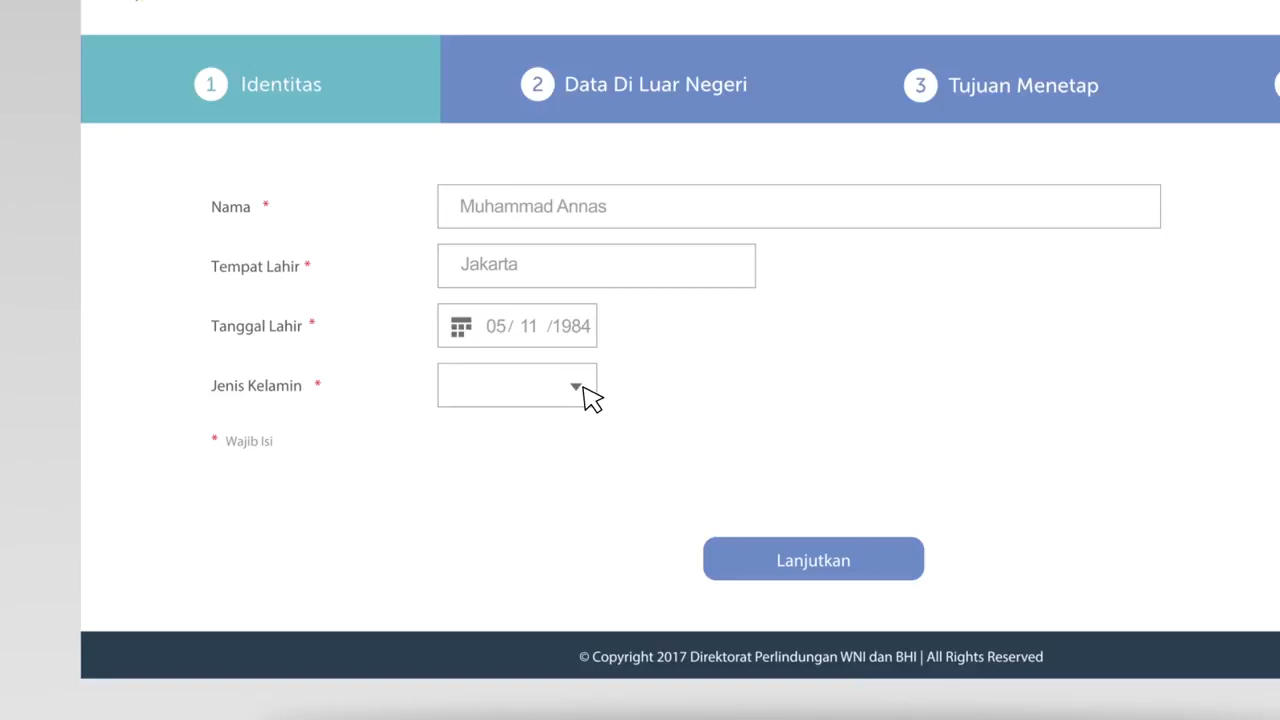 1 Identitas 2 Data Di Luar Negeri 3 Tujuan Menetap
Nama * Muhammad Annas
Tempat Lahir * Jakarta
Tanggal Lahir * 05/ 11 /1984
Jenis Kelamin *
* Wajib Isi
Lanjutkan
© Copyright 2017 Direktorat Perlindungan WNI dan BHI | All Rights Reserved